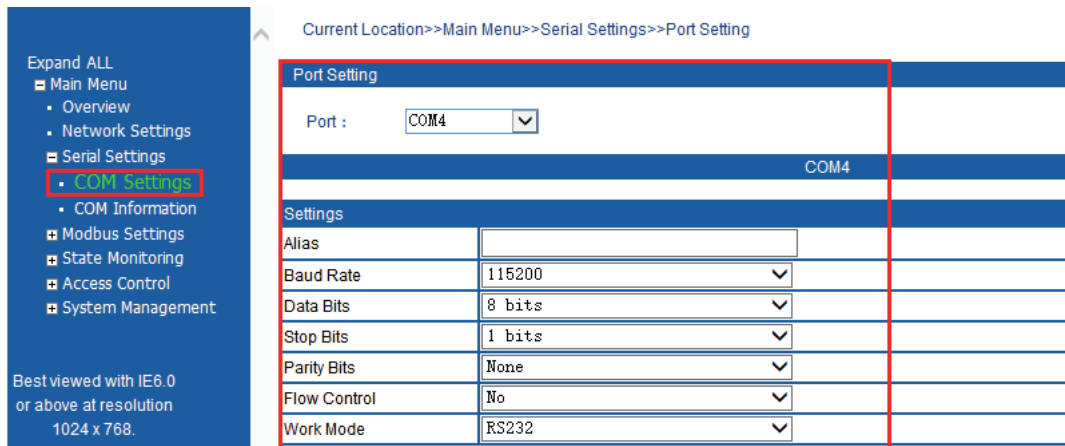 Current Location>>Main Menu>>Serial Settings>>Port Setting
Expand ALL
Main Menu
Overview
Network Settings
Serial Settings
COM Settings
COM Information
Modbus Settings
State Monitoring
Access Control
System Management
Best viewed with IE6.0
or above at resolution
1024 x 768.
Port Setting
Port : COM4
COM4
Settings
Alias
Baud Rate 115200
Data Bits 8 bits
Stop Bits 1 bits
Parity Bits None
Flow Control No
Work Mode RS232